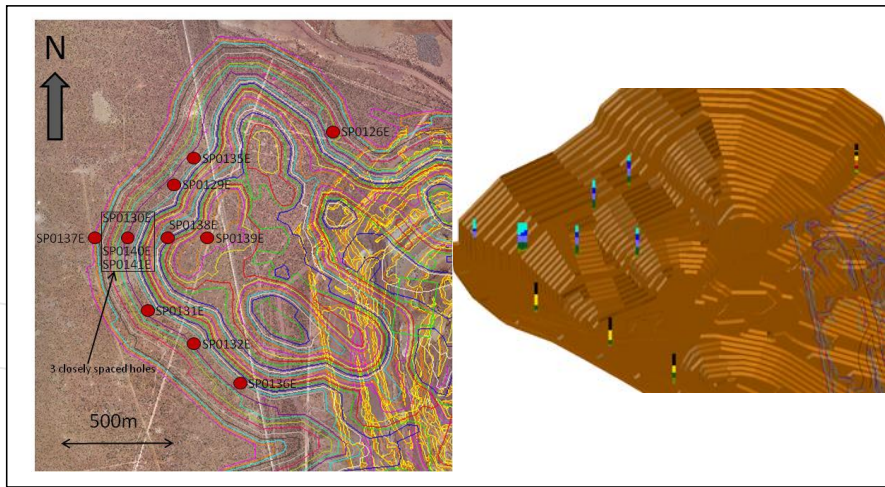 N
SP0126E
SP0135E
SP0129E
SP0130E
SP0138E
SP0137E
SP0139E
SP0140E
SP0141E
SP0131E
3 closely spaced holes
SP0132E
SP0136E
500m